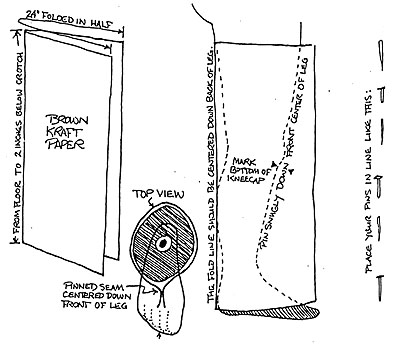 24" FOLDED IN HALF
FROM FLOOR TO 2 INCHES BELOW CROTCH
BROWN
KRAFT
PAPER
TOP VIEW
PINNED SEAM
CENTERED DOWN
FRONT OF LEG
THE FOLD LINE SHOULD BE CENTERED DOWN BACK OF LEG.
MARK
BOTTOM OF
KNEECAP
PIN SNUGLY DOWN FRONT CENTER OF LEG
PLACE YOUR PINS IN LINE LIKE THIS: